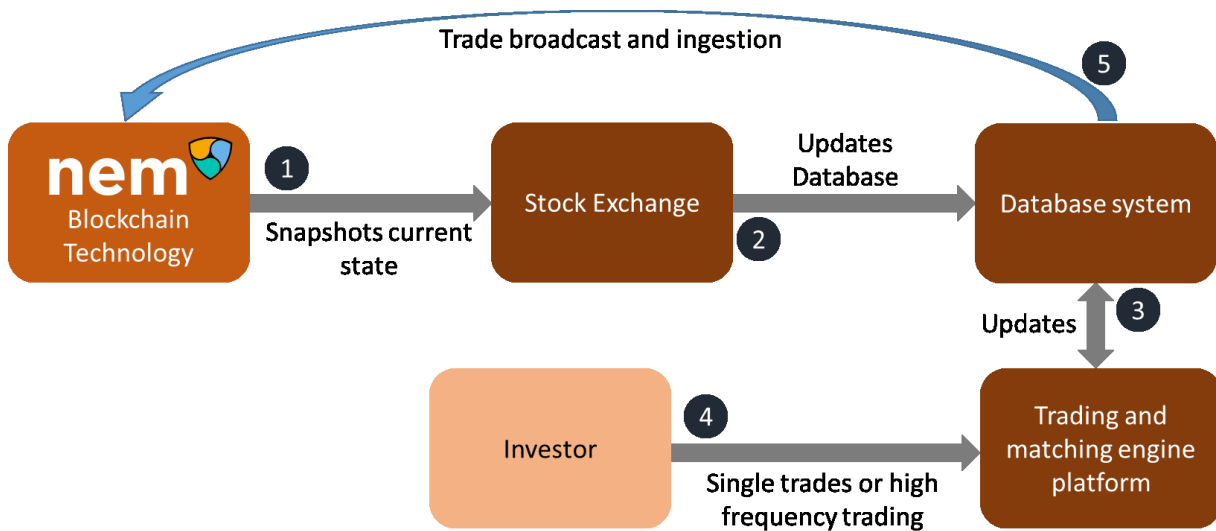 Trade broadcast and ingestion
5
nem
Blockchain
Technology
1
Snapshots current
state
Stock Exchange
Updates
Database
2
Database system
Updates
3
Investor
4
Single trades or high
frequency trading
Trading and
matching engine
platform